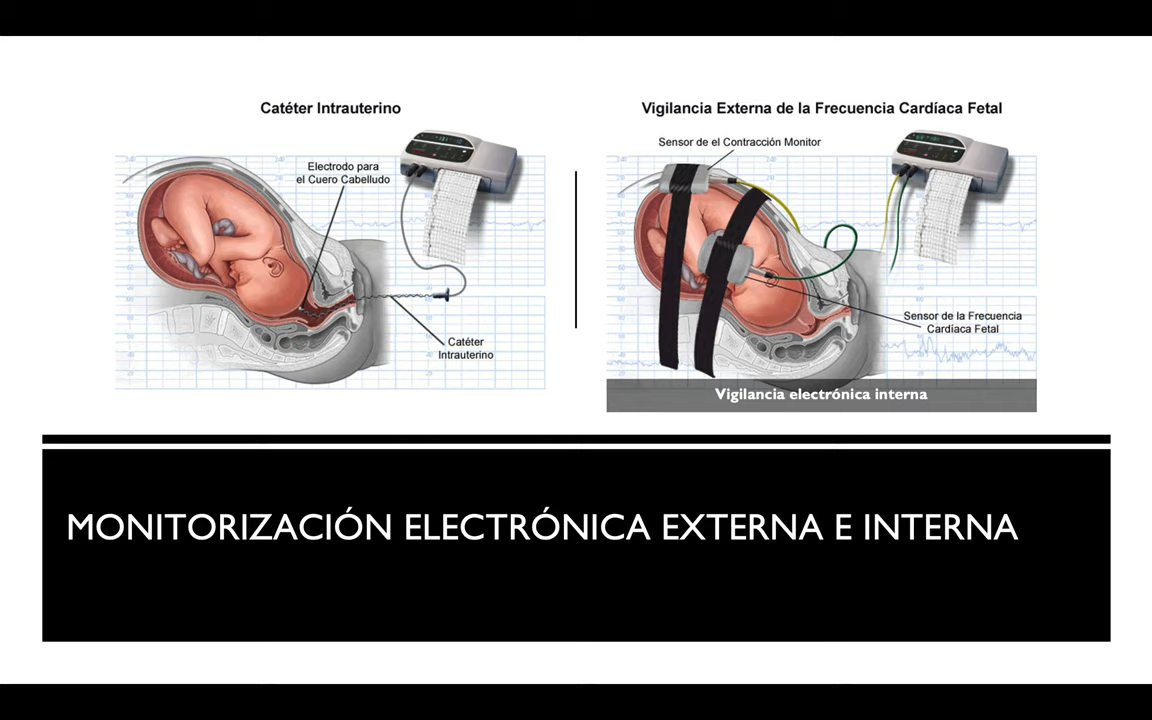 Catéter Intrauterino
Electrodo para
el Cuero Cabelludo
Catéter
Intrauterino
Vigilancia Externa de la Frecuencia Cardíaca Fetal
Sensor de el Contracción Monitor
Sensor de la Frecuencia
Cardíaca Fetal
Vigilancia electrónica interna
MONITORIZACIÓN ELECTRÓNICA EXTERNA E INTERNA